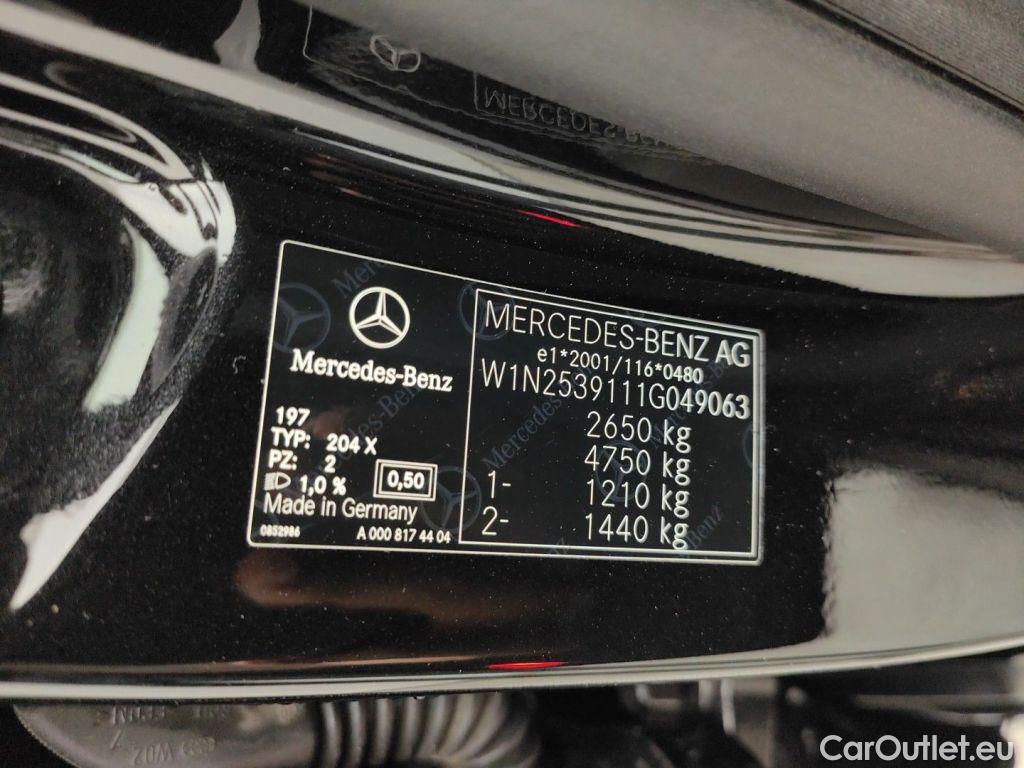 MERCEDES-BENZ AG
e1*2001/116*0480
W1N2539111G049063
2650 kg
4750 kg
1- 1210 kg
2- 1440 kg
Mercedes-Benz
197
TYP: 204 X
PZ: 2
1,0 % 0,50
Made in Germany
0852986 A 000 817 44 04
CarOutlet.eu